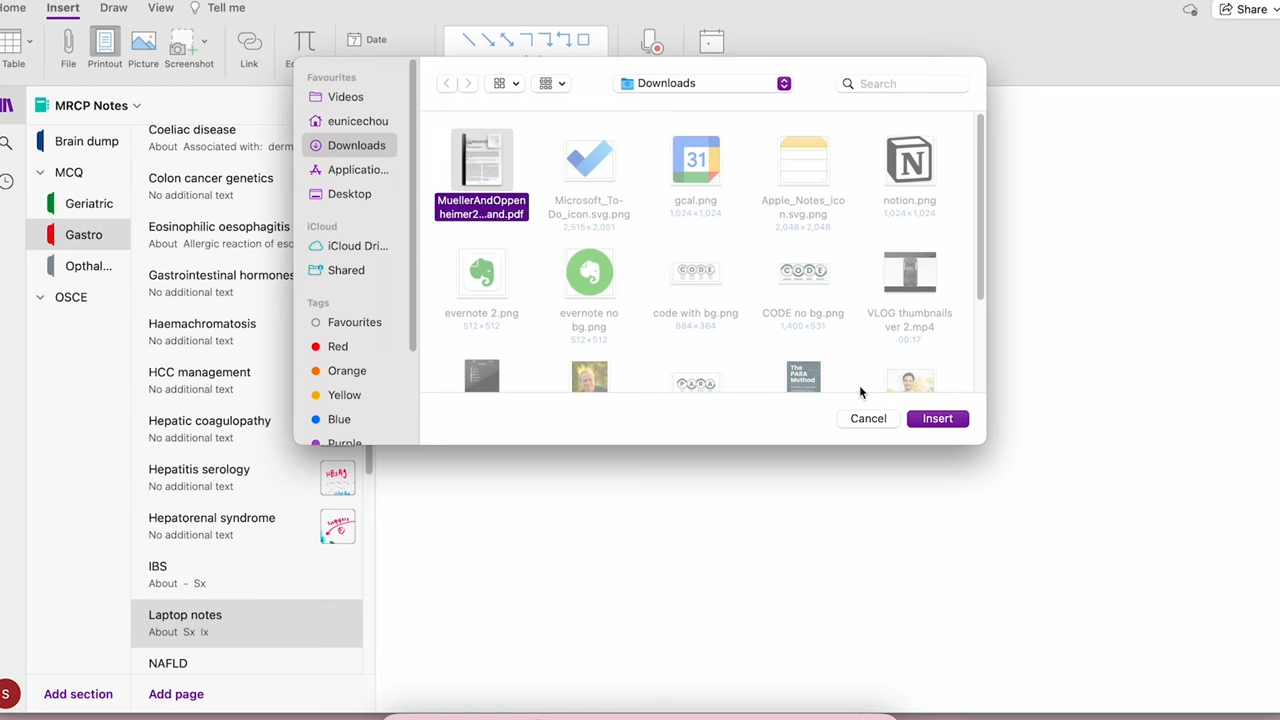 Home Insert Draw View Tell me
Share
Table File Printout Picture Screenshot Link
Date
MRCP Notes
Brain dump
MCQ
Geriatric
Gastro
Opthal...
OSCE
Add section
Coeliac disease
About Associated with: derm
Colon cancer genetics
No additional text
Eosinophilic oesophagitis
About Allergic reaction of eso
Gastrointestinal hormones
No additional text
Haemachromatosis
No additional text
HCC management
No additional text
Hepatic coagulopathy
No additional text
Hepatitis serology
No additional text
HBsAg
Hepatorenal syndrome
No additional text
IBS
About - Sx
Laptop notes
About Sx Ix
NAFLD
Add page
Favourites
Videos
eunicechou
Downloads
Applicatio...
Desktop
iCloud
iCloud Dri...
Shared
Tags
Favourites
Red
Orange
Yellow
Blue
Purple
Downloads
Search
MuellerAndOppen
heimer2...and.pdf
Microsoft_To-
Do_icon.svg.png
2,515×2,051
31
gcal.png
1,024×1,024
Apple_Notes_ico
n.svg.png
2,048×2,048
notion.png
1,024×1,024
evernote 2.png
512×512
evernote no
bg.png
512×512
CODE
code with bg.png
884×364
CODE
CODE no bg.png
1,400×531
VLOG thumbnails
ver 2.mp4
00:17
PARA
The
PARA
Method
Cancel Insert
S